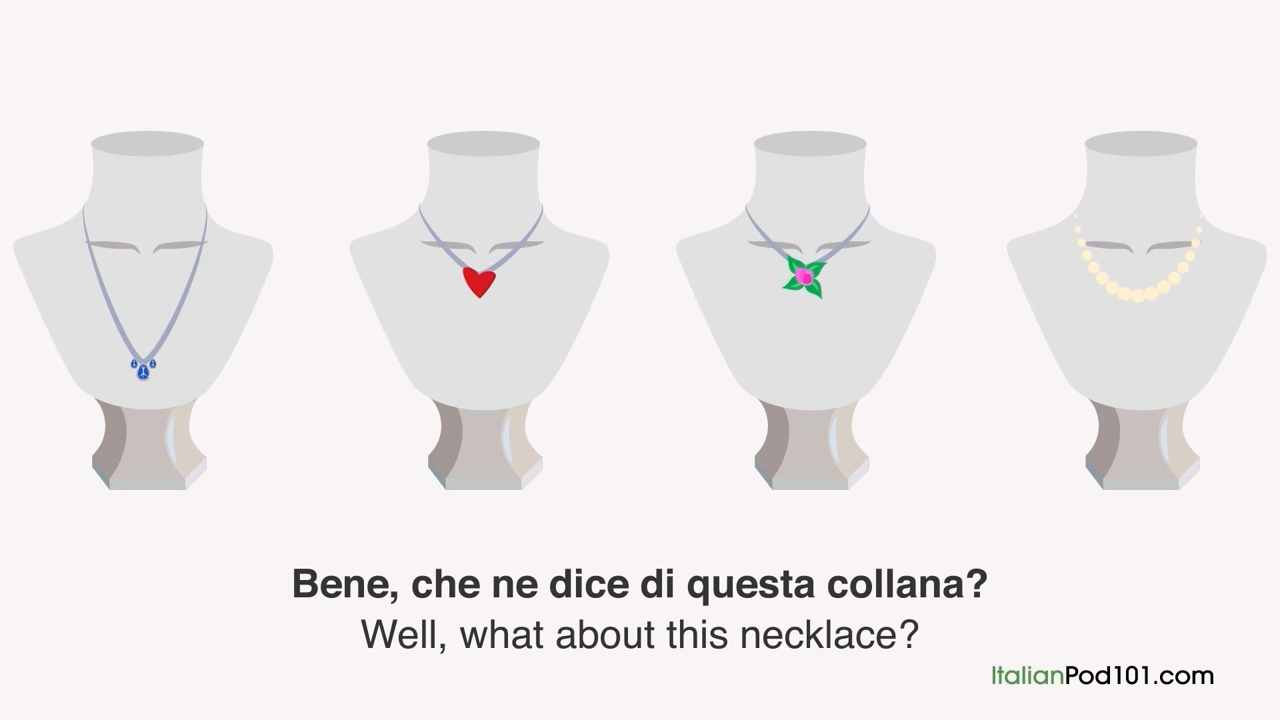 Bene, che ne dice di questa collana?
Well, what about this necklace?
ItalianPod101.com